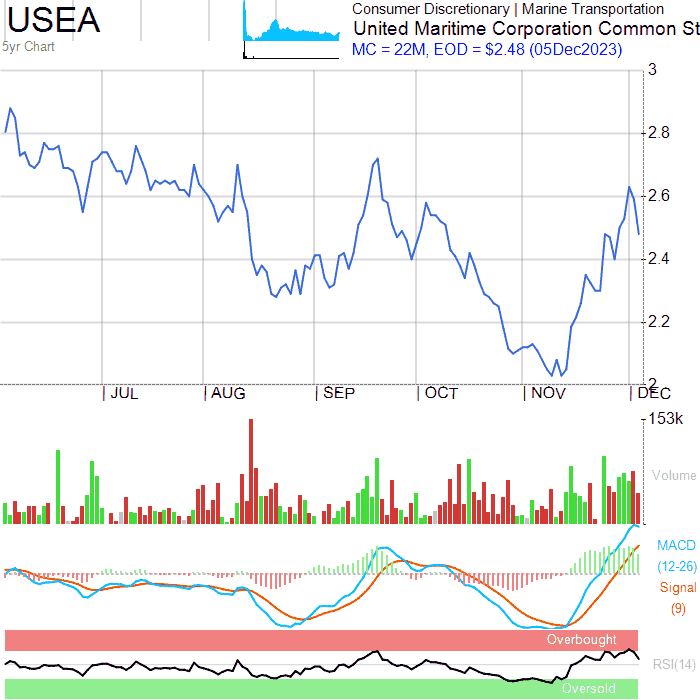 USEA
5yr Chart
Consumer Discretionary | Marine Transportation
United Maritime Corporation Common St
MC = 22M, EOD = $2.48 (05Dec2023)
3
2.8
2.6
2.4
2.2
2
JUL AUG SEP OCT NOV DEC
153k
Volume
MACD
(12-26)
Signal
(9)
Overbought
RSI(14)
Oversold